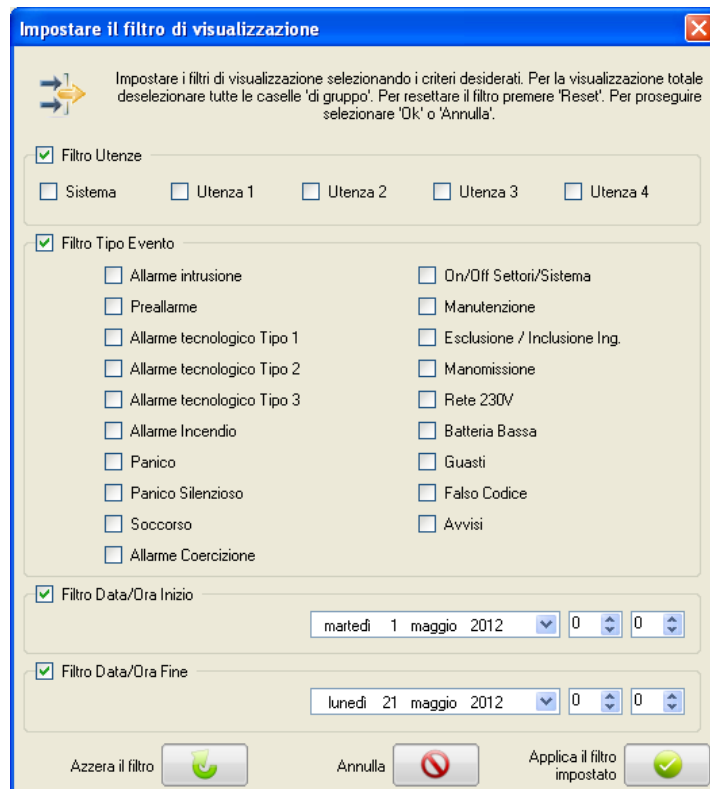 Impostare il filtro di visualizzazione
Impostare i filtri di visualizzazione selezionando i criteri desiderati. Per la visualizzazione totale
deselezionare tutte le caselle 'di gruppo'. Per resettare il filtro premere 'Reset'. Per proseguire
selezionare 'Ok' o 'Annulla'.
Filtro Utenze
Sistema Utenza 1 Utenza 2 Utenza 3 Utenza 4
Filtro Tipo Evento
Allarme intrusione On/Off Settori/Sistema
Preallarme Manutenzione
Allarme tecnologico Tipo 1 Esclusione / Inclusione Ing.
Allarme tecnologico Tipo 2 Manomissione
Allarme tecnologico Tipo 3 Rete 230V
Allarme Incendio Batteria Bassa
Panico Guasti
Panico Silenzioso Falso Codice
Soccorso Avvisi
Allarme Coercizione
Filtro Data/Ora Inizio
martedì 1 maggio 2012 0 0
Filtro Data/Ora Fine
lunedì 21 maggio 2012 0 0
Azzera il filtro Annulla Applica il filtro
impostato